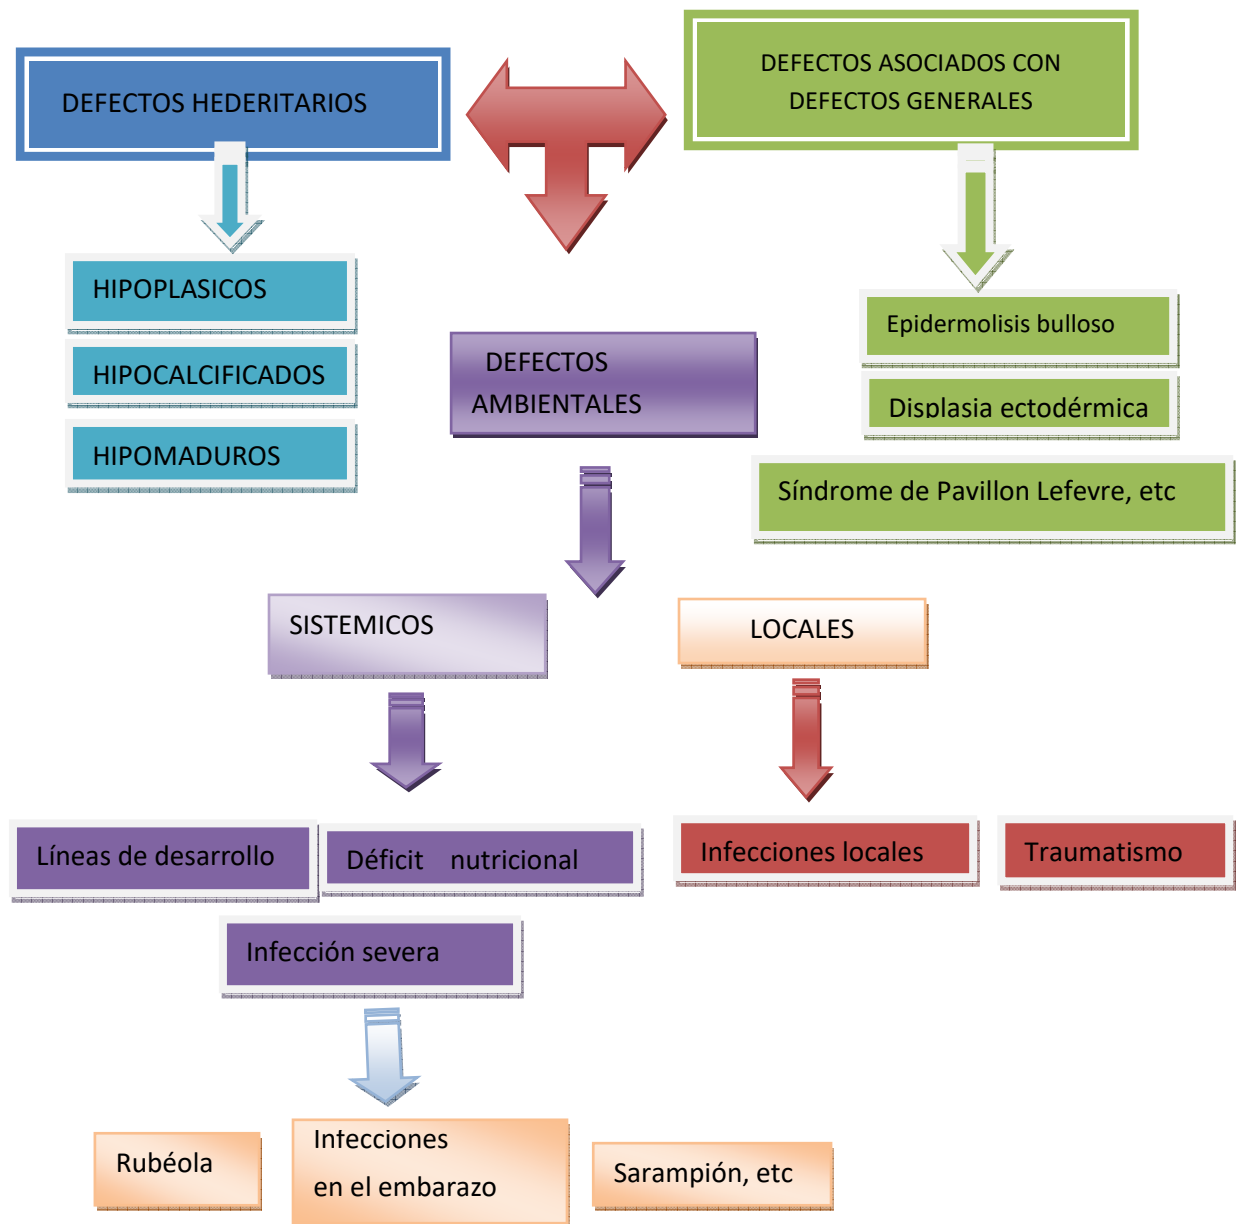 DEFECTOS HEDERITARIOS
DEFECTOS ASOCIADOS CON
DEFECTOS GENERALES
HIPOPLASICOS
HIPOCALCIFICADOS
HIPOMADUROS
Epidermolisis bulloso
Displasia ectodérmica
Síndrome de Pavillon Lefevre, etc
DEFECTOS
AMBIENTALES
SISTEMICOS
LOCALES
Líneas de desarrollo
Déficit nutricional
Infección severa
Infecciones locales
Traumatismo
Rubéola
Infecciones
en el embarazo
Sarampión, etc